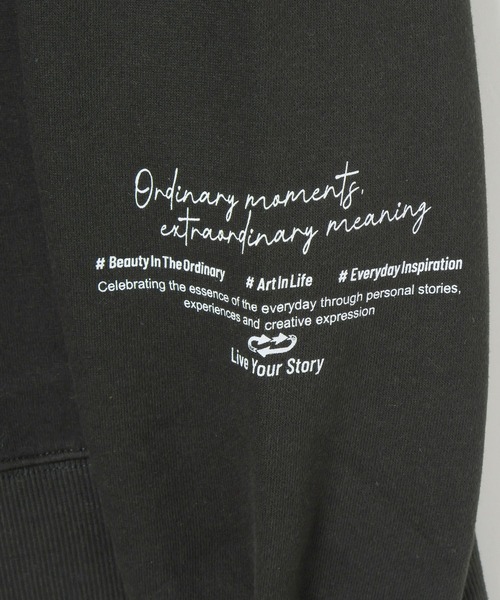 Ordinary moments,
extraordinary meaning
# Beauty In The Ordinary # Art In Life # Everyday Inspiration
Celebrating the essence of the everyday through personal stories,
experiences and creative expression
Live Your Story